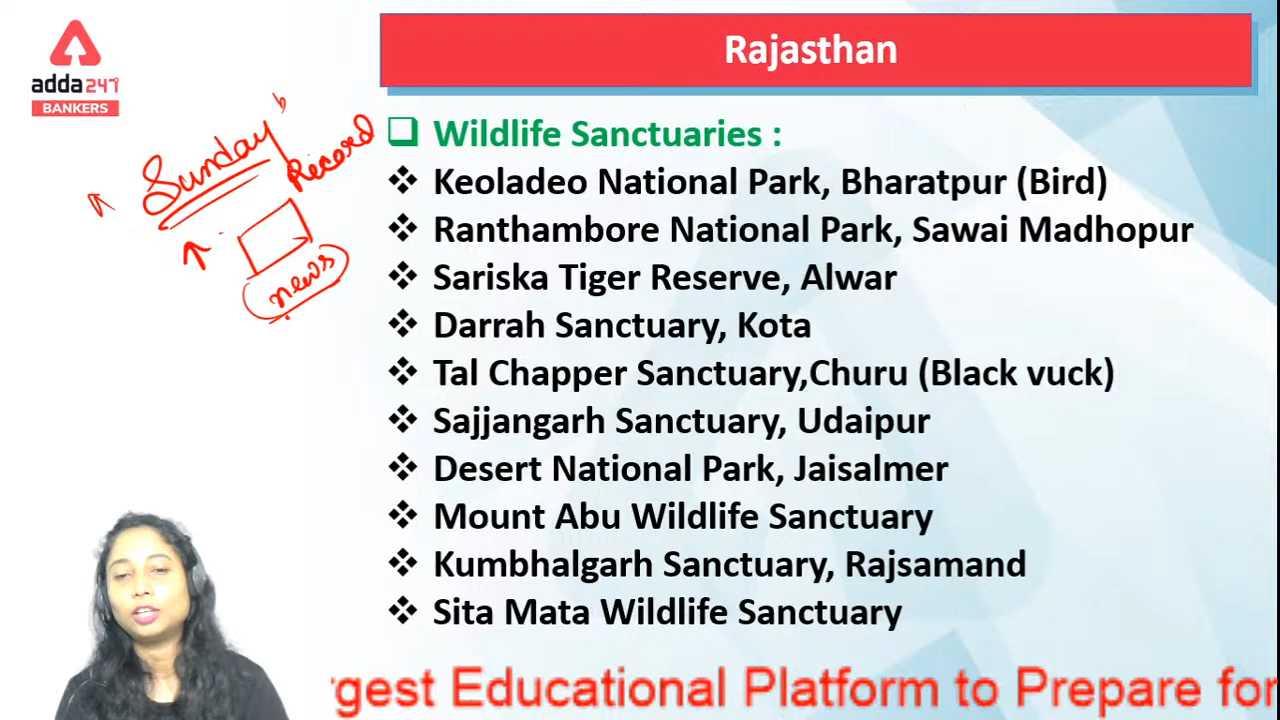 adda247
BANKERS
Sunday
Record
news
Rajasthan
Wildlife Sanctuaries :
Keoladeo National Park, Bharatpur (Bird)
Ranthambore National Park, Sawai Madhopur
Sariska Tiger Reserve, Alwar
Darrah Sanctuary, Kota
Tal Chapper Sanctuary,Churu (Black vuck)
Sajjangarh Sanctuary, Udaipur
Desert National Park, Jaisalmer
Mount Abu Wildlife Sanctuary
Kumbhalgarh Sanctuary, Rajsamand
Sita Mata Wildlife Sanctuary
rgest Educational Platform to Prepare for